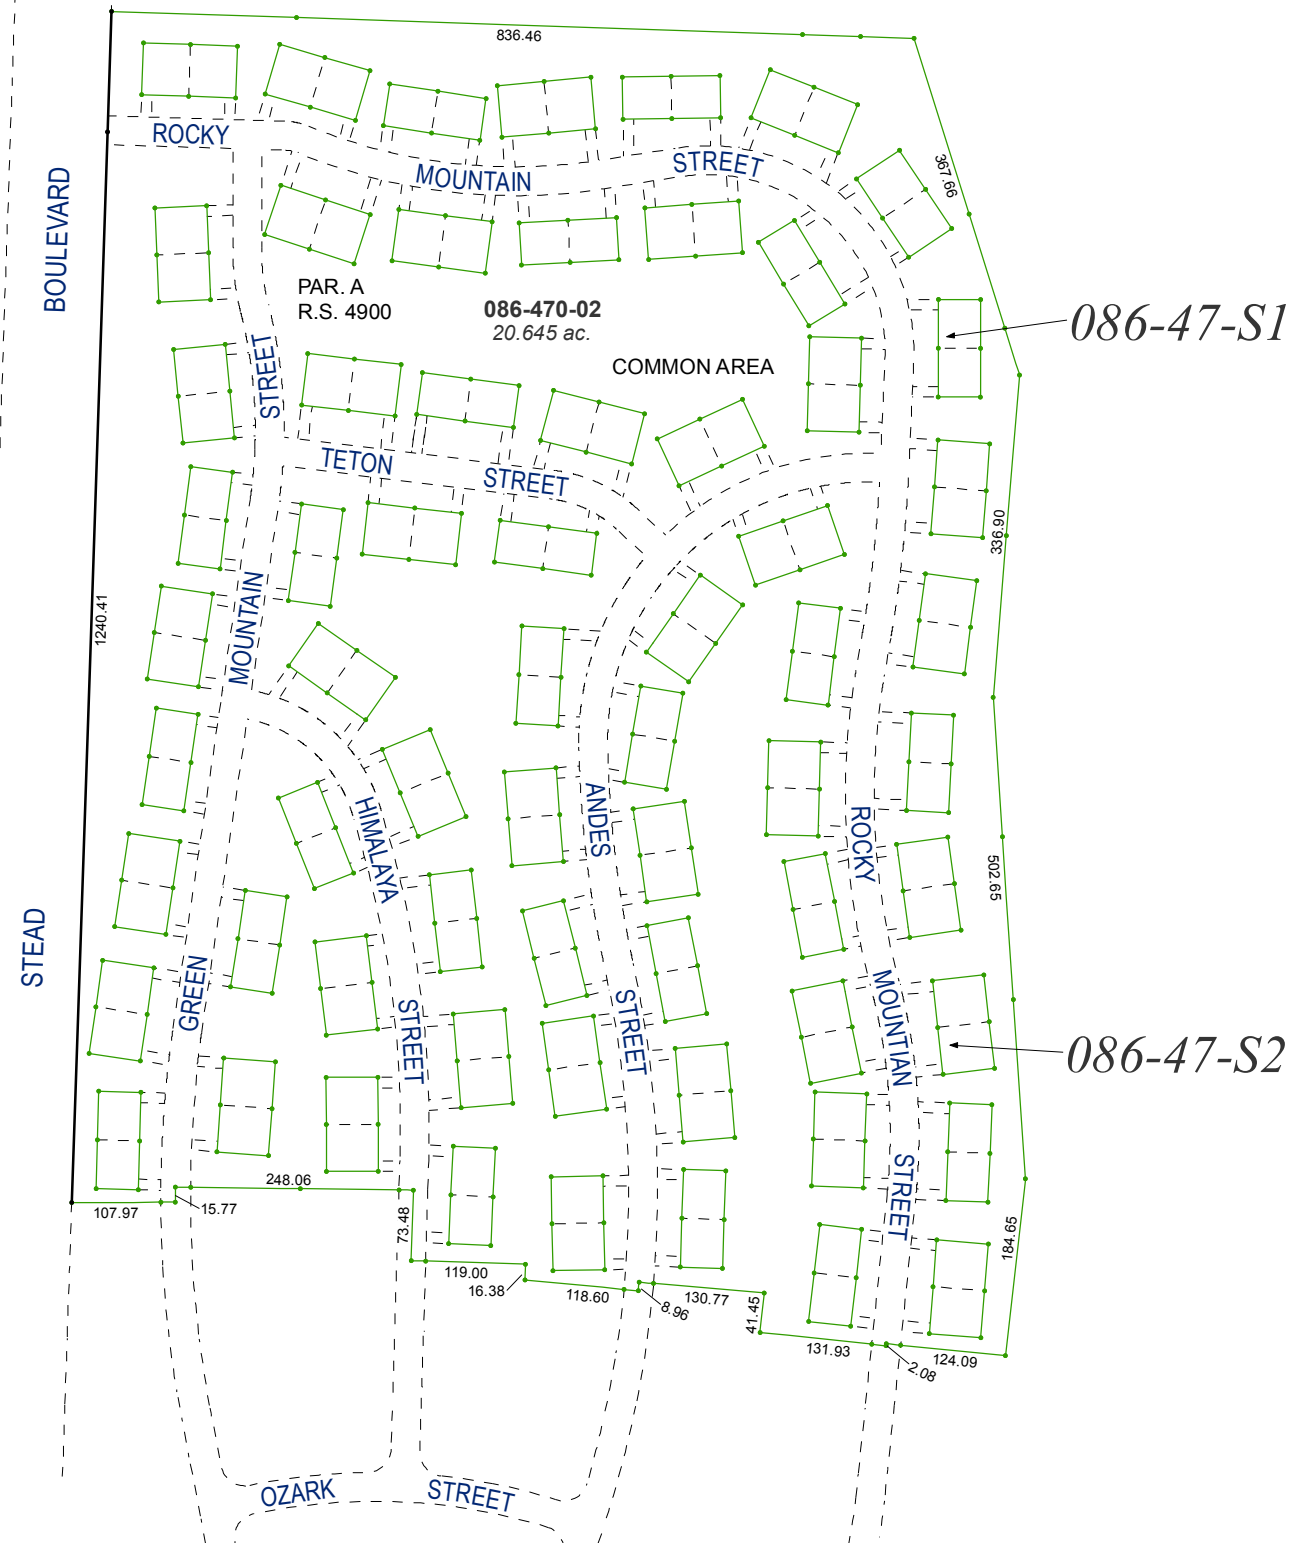 836.46
ROCKY
MOUNTAIN
STREET
367.66
BOULEVARD
PAR. A
R.S. 4900
086-470-02
20.645 ac.
COMMON AREA
086-47-S1
STREET
TETON
STREET
336.90
1240.41
MOUNTAIN
ANDES
HIMALAYA
ROCKY
502.65
STEAD
GREEN
STREET
STREET
MOUNTIAN
086-47-S2
STREET
248.06
107.97
15.77
73.48
119.00
16.38
118.60
8.96
130.77
41.45
131.93
2.08
124.09
184.65
OZARK
STREET